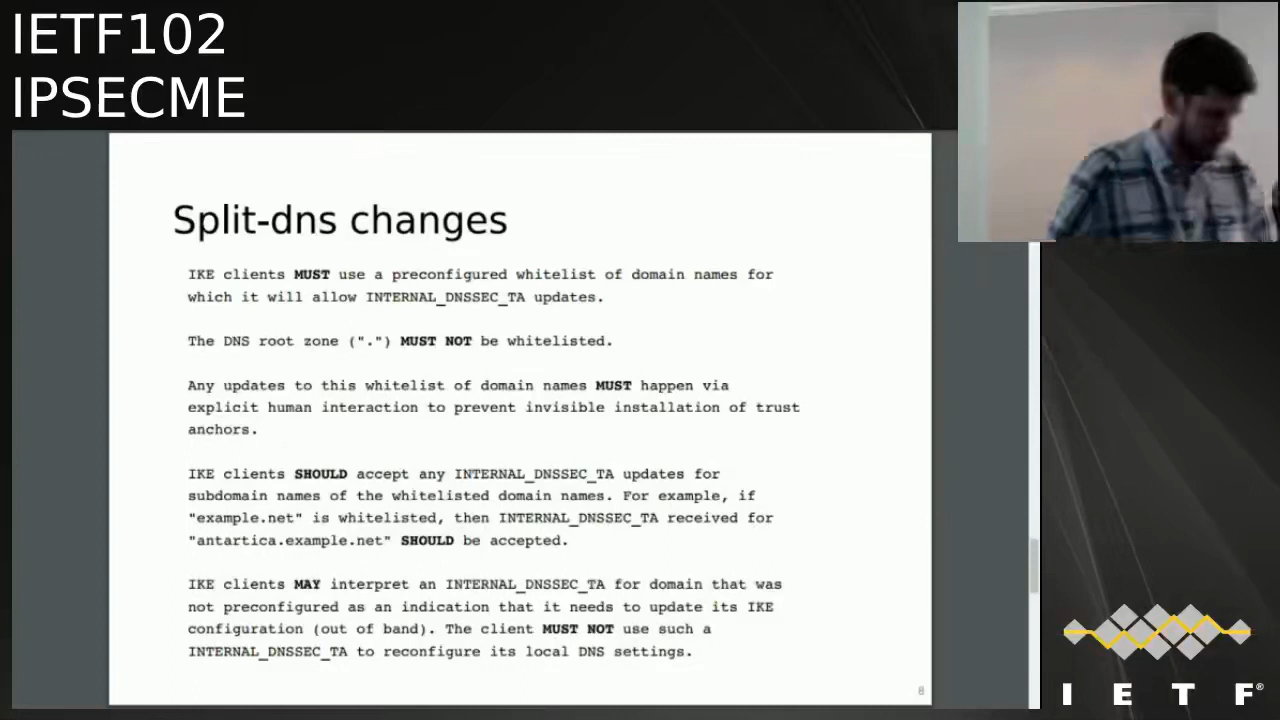 IETF102
IPSECME
Split-dns changes
IKE clients MUST use a preconfigured whitelist of domain names for
which it will allow INTERNAL_DNSSEC_TA updates.
The DNS root zone (".") MUST NOT be whitelisted.
Any updates to this whitelist of domain names MUST happen via
explicit human interaction to prevent invisible installation of trust
anchors.
IKE clients SHOULD accept any INTERNAL_DNSSEC_TA updates for
subdomain names of the whitelisted domain names. For example, if
"example.net" is whitelisted, then INTERNAL_DNSSEC_TA received for
"antartica.example.net" SHOULD be accepted.
IKE clients MAY interpret an INTERNAL_DNSSEC_TA for domain that was
not preconfigured as an indication that it needs to update its IKE
configuration (out of band). The client MUST NOT use such a
INTERNAL_DNSSEC_TA to reconfigure its local DNS settings.
8
I E T F®